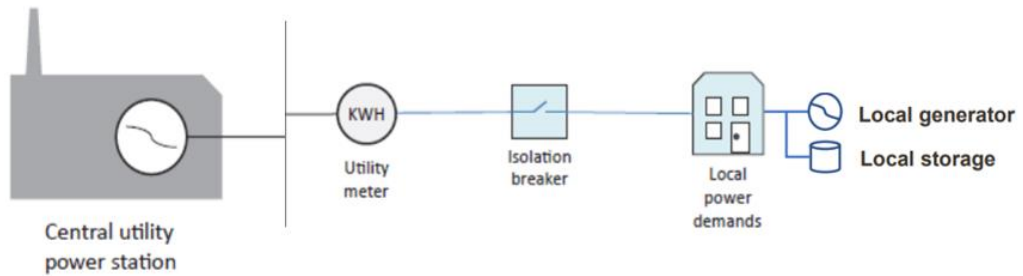 KWH
Utility
meter
Isolation
breaker
Local
power
demands
Local generator
Local storage
Central utility
power station